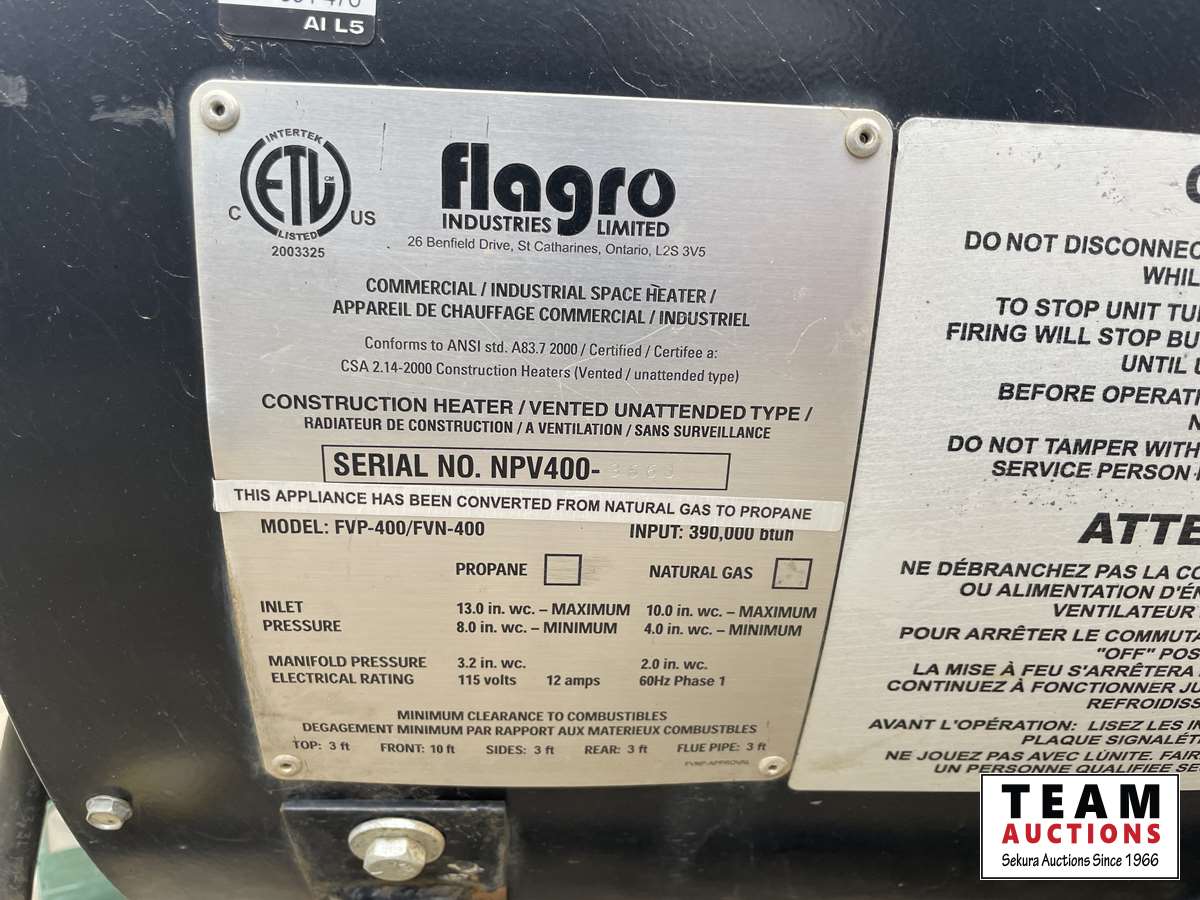 AI L5
INTERTEK
ETL CM
C US
LISTED
2003325
flagro
INDUSTRIES LIMITED
26 Benfield Drive, St Catharines, Ontario, L2S 3V5
COMMERCIAL / INDUSTRIAL SPACE HEATER /
APPAREIL DE CHAUFFAGE COMMERCIAL / INDUSTRIEL
Conforms to ANSI std. A83.7 2000 / Certified / Certifee a:
CSA 2.14-2000 Construction Heaters (Vented / unattended type)
CONSTRUCTION HEATER / VENTED UNATTENDED TYPE /
RADIATEUR DE CONSTRUCTION / A VENTILATION / SANS SURVEILLANCE
SERIAL NO. NPV400-
THIS APPLIANCE HAS BEEN CONVERTED FROM NATURAL GAS TO PROPANE
MODEL: FVP-400/FVN-400 INPUT: 390,000 btuh
PROPANE NATURAL GAS
INLET 13.0 in. wc. – MAXIMUM 10.0 in. wc. – MAXIMUM
PRESSURE 8.0 in. wc. – MINIMUM 4.0 in. wc. – MINIMUM
MANIFOLD PRESSURE 3.2 in. wc. 2.0 in. wc.
ELECTRICAL RATING 115 volts 12 amps 60Hz Phase 1
MINIMUM CLEARANCE TO COMBUSTIBLES
DEGAGEMENT MINIMUM PAR RAPPORT AUX MATERIEUX COMBUSTBLES
TOP: 3 ft FRONT: 10 ft SIDES: 3 ft REAR: 3 ft FLUE PIPE: 3 ft
FVNP-APPROVAL
DO NOT DISCONNEC
WHIL
TO STOP UNIT TU
FIRING WILL STOP BU
UNTIL U
BEFORE OPERATI
N
DO NOT TAMPER WITH
SERVICE PERSON
ATTE
NE DÉBRANCHEZ PAS LA CO
OU ALIMENTATION D'ÉN
VENTILATEUR
POUR ARRÊTER LE COMMUTA
"OFF" POS
LA MISE À FEU S'ARRÊTERA
CONTINUEZ À FONCTIONNER JU
REFROIDISS
AVANT L'OPÉRATION: LISEZ LES IN
PLAQUE SIGNALÉT
NE JOUEZ PAS AVEC LÙNITE. FAIR
UN PERSONNE QUALIFIEE SE
TEAM
AUCTIONS
Sekura Auctions Since 1966